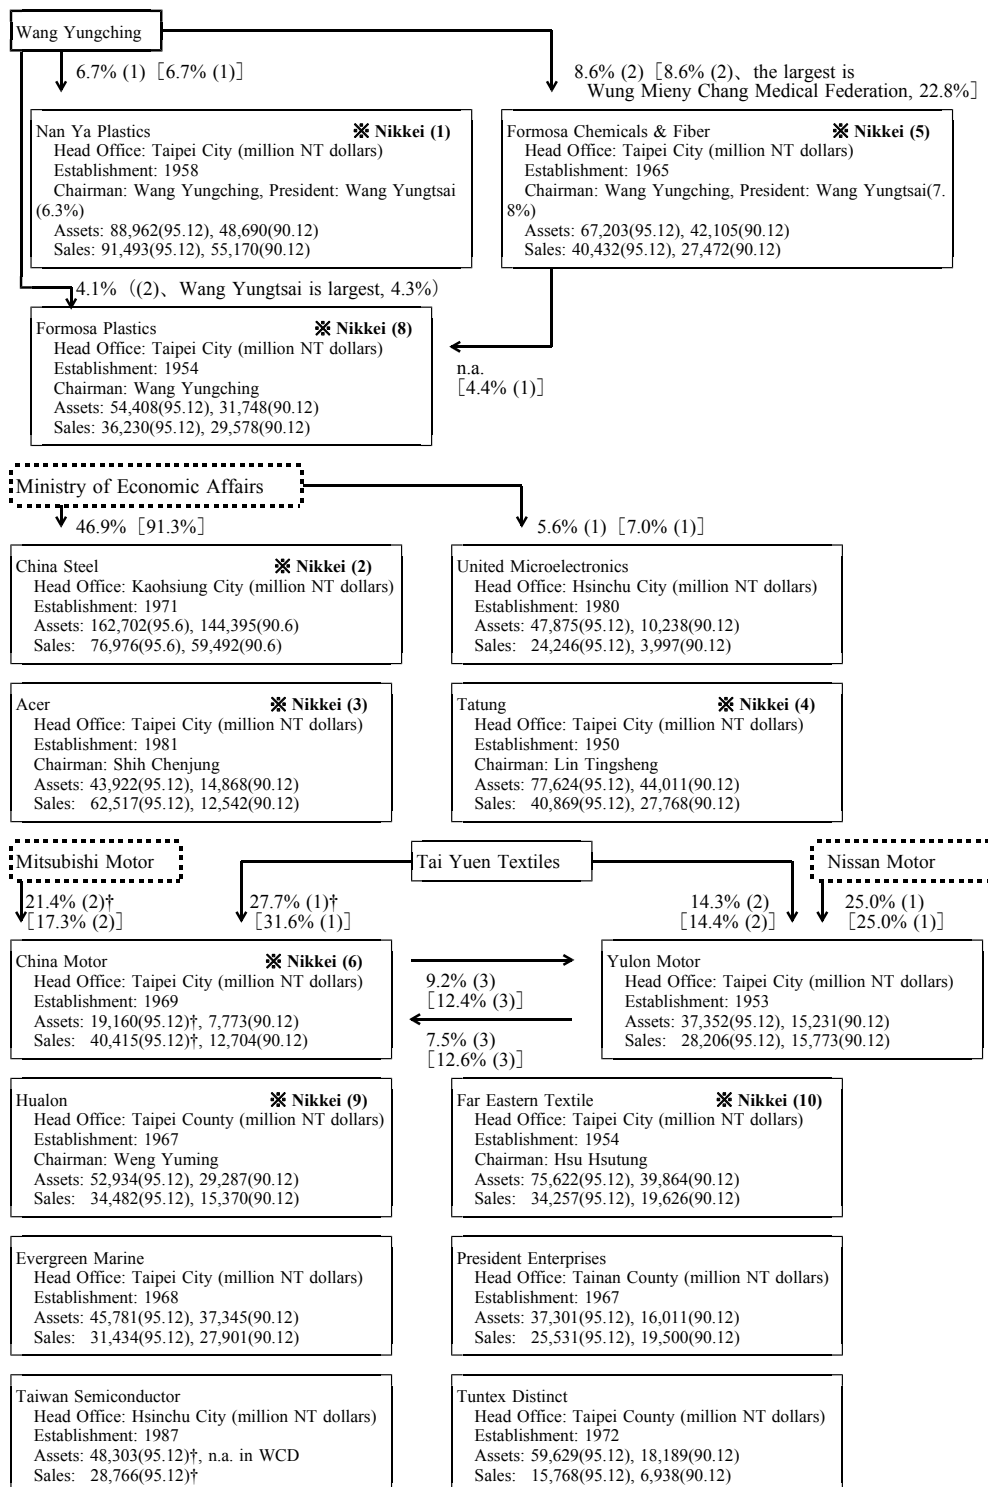 Wang Yungching
6.7% (1) [6.7% (1)]
8.6% (2) [8.6% (2)、the largest is
Wung Mieny Chang Medical Federation, 22.8%]
Nan Ya Plastics ※ Nikkei (1)
Head Office: Taipei City (million NT dollars)
Establishment: 1958
Chairman: Wang Yungching, President: Wang Yungtsai
(6.3%)
Assets: 88,962(95.12), 48,690(90.12)
Sales: 91,493(95.12), 55,170(90.12)
Formosa Chemicals & Fiber ※ Nikkei (5)
Head Office: Taipei City (million NT dollars)
Establishment: 1965
Chairman: Wang Yungching, President: Wang Yungtsai(7.
8%)
Assets: 67,203(95.12), 42,105(90.12)
Sales: 40,432(95.12), 27,472(90.12)
4.1% ((2)、Wang Yungtsai is largest, 4.3%)
Formosa Plastics ※ Nikkei (8)
Head Office: Taipei City (million NT dollars)
Establishment: 1954
Chairman: Wang Yungching
Assets: 54,408(95.12), 31,748(90.12)
Sales: 36,230(95.12), 29,578(90.12)
n.a.
[4.4% (1)]
Ministry of Economic Affairs
46.9% [91.3%]
5.6% (1) [7.0% (1)]
China Steel ※ Nikkei (2)
Head Office: Kaohsiung City (million NT dollars)
Establishment: 1971
Assets: 162,702(95.6), 144,395(90.6)
Sales: 76,976(95.6), 59,492(90.6)
United Microelectronics
Head Office: Hsinchu City (million NT dollars)
Establishment: 1980
Assets: 47,875(95.12), 10,238(90.12)
Sales: 24,246(95.12), 3,997(90.12)
Acer ※ Nikkei (3)
Head Office: Taipei City (million NT dollars)
Establishment: 1981
Chairman: Shih Chenjung
Assets: 43,922(95.12), 14,868(90.12)
Sales: 62,517(95.12), 12,542(90.12)
Tatung ※ Nikkei (4)
Head Office: Taipei City (million NT dollars)
Establishment: 1950
Chairman: Lin Tingsheng
Assets: 77,624(95.12), 44,011(90.12)
Sales: 40,869(95.12), 27,768(90.12)
Mitsubishi Motor
Tai Yuen Textiles
Nissan Motor
21.4% (2)†
[17.3% (2)]
27.7% (1)†
[31.6% (1)]
14.3% (2)
[14.4% (2)]
25.0% (1)
[25.0% (1)]
China Motor ※ Nikkei (6)
Head Office: Taipei City (million NT dollars)
Establishment: 1969
Assets: 19,160(95.12)†, 7,773(90.12)
Sales: 40,415(95.12)†, 12,704(90.12)
9.2% (3)
[12.4% (3)]
7.5% (3)
[12.6% (3)]
Yulon Motor
Head Office: Taipei City (million NT dollars)
Establishment: 1953
Assets: 37,352(95.12), 15,231(90.12)
Sales: 28,206(95.12), 15,773(90.12)
Hualon ※ Nikkei (9)
Head Office: Taipei County (million NT dollars)
Establishment: 1967
Chairman: Weng Yuming
Assets: 52,934(95.12), 29,287(90.12)
Sales: 34,482(95.12), 15,370(90.12)
Far Eastern Textile ※ Nikkei (10)
Head Office: Taipei City (million NT dollars)
Establishment: 1954
Chairman: Hsu Hsutung
Assets: 75,622(95.12), 39,864(90.12)
Sales: 34,257(95.12), 19,626(90.12)
Evergreen Marine
Head Office: Taipei City (million NT dollars)
Establishment: 1968
Assets: 45,781(95.12), 37,345(90.12)
Sales: 31,434(95.12), 27,901(90.12)
President Enterprises
Head Office: Tainan County (million NT dollars)
Establishment: 1967
Assets: 37,301(95.12), 16,011(90.12)
Sales: 25,531(95.12), 19,500(90.12)
Taiwan Semiconductor
Head Office: Hsinchu City (million NT dollars)
Establishment: 1987
Assets: 48,303(95.12)†, n.a. in WCD
Sales: 28,766(95.12)†
Tuntex Distinct
Head Office: Taipei County (million NT dollars)
Establishment: 1972
Assets: 59,629(95.12), 18,189(90.12)
Sales: 15,768(95.12), 6,938(90.12)